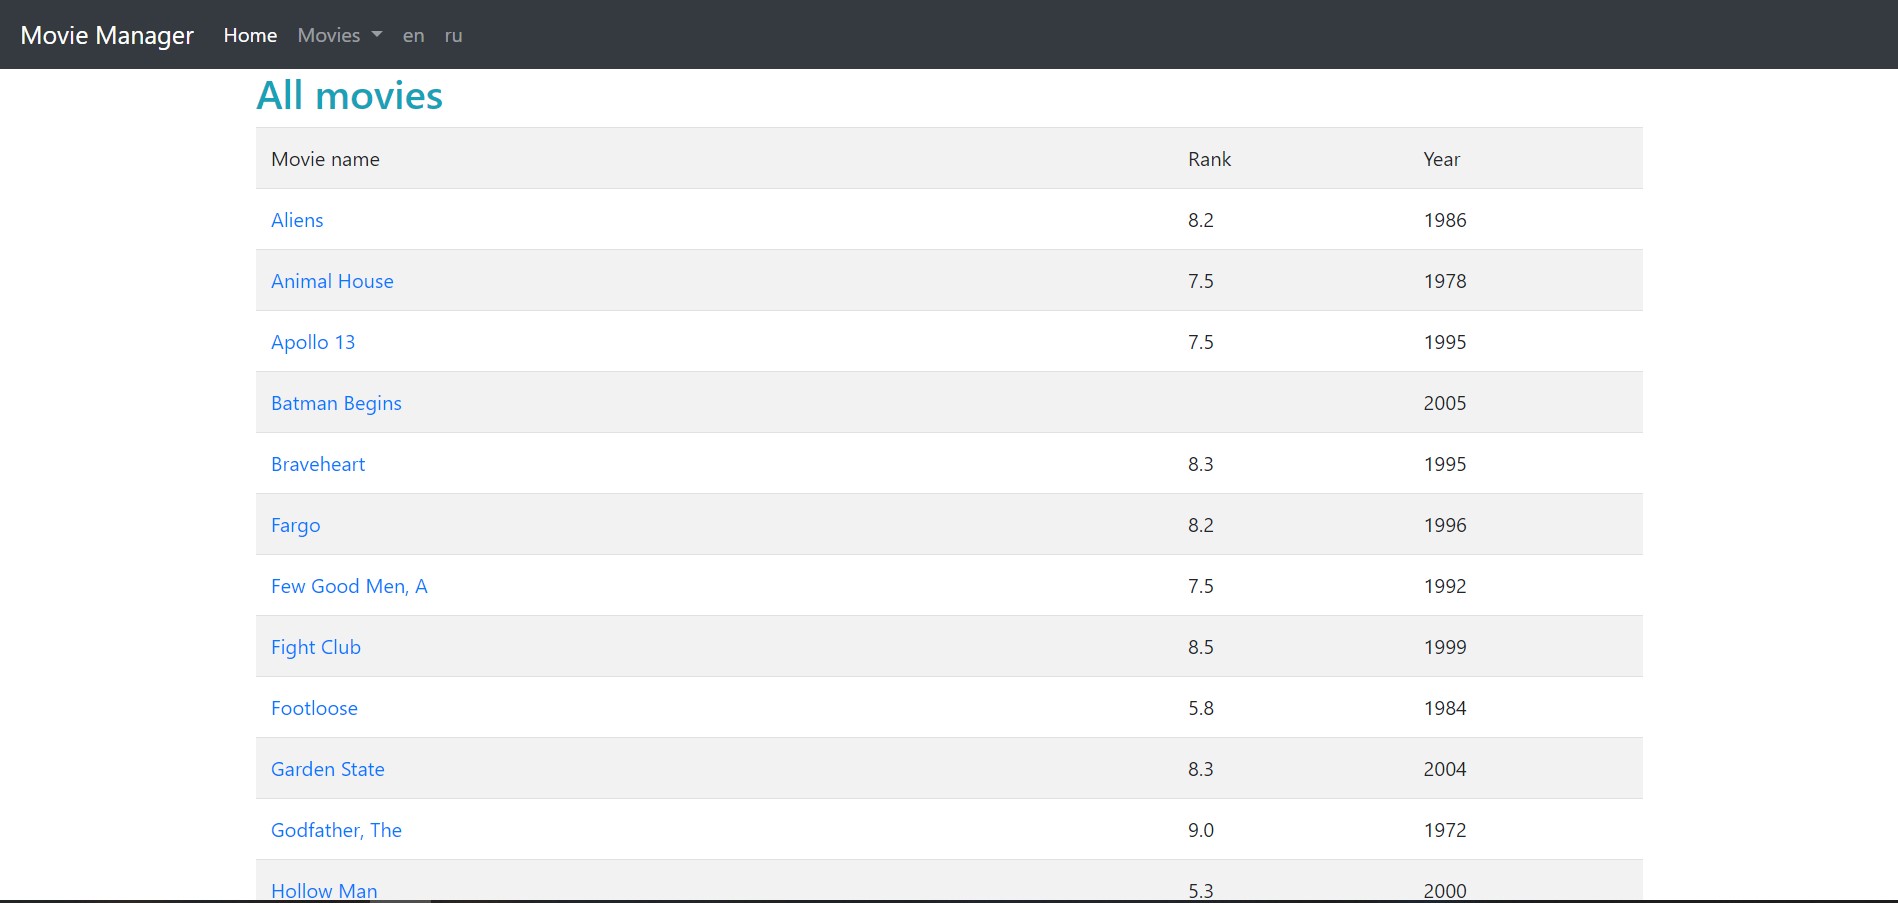 Movie Manager Home Movies en ru
All movies
Movie name Rank Year
Aliens 8.2 1986
Animal House 7.5 1978
Apollo 13 7.5 1995
Batman Begins 2005
Braveheart 8.3 1995
Fargo 8.2 1996
Few Good Men, A 7.5 1992
Fight Club 8.5 1999
Footloose 5.8 1984
Garden State 8.3 2004
Godfather, The 9.0 1972
Hollow Man 5.3 2000